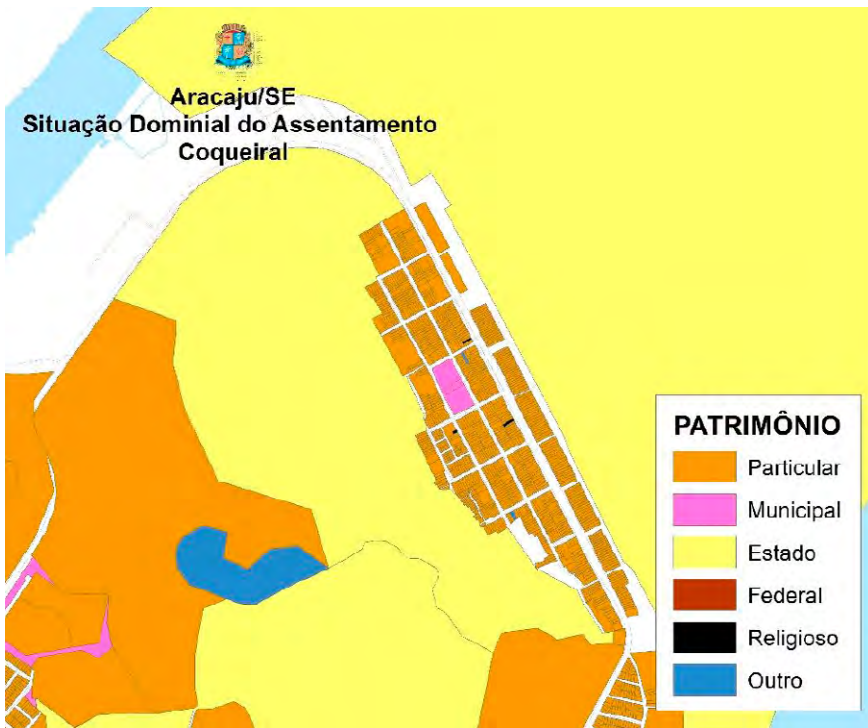 Aracaju/SE
Situação Dominial do Assentamento
Coqueiral
PATRIMÔNIO
Particular
Municipal
Estado
Federal
Religioso
Outro